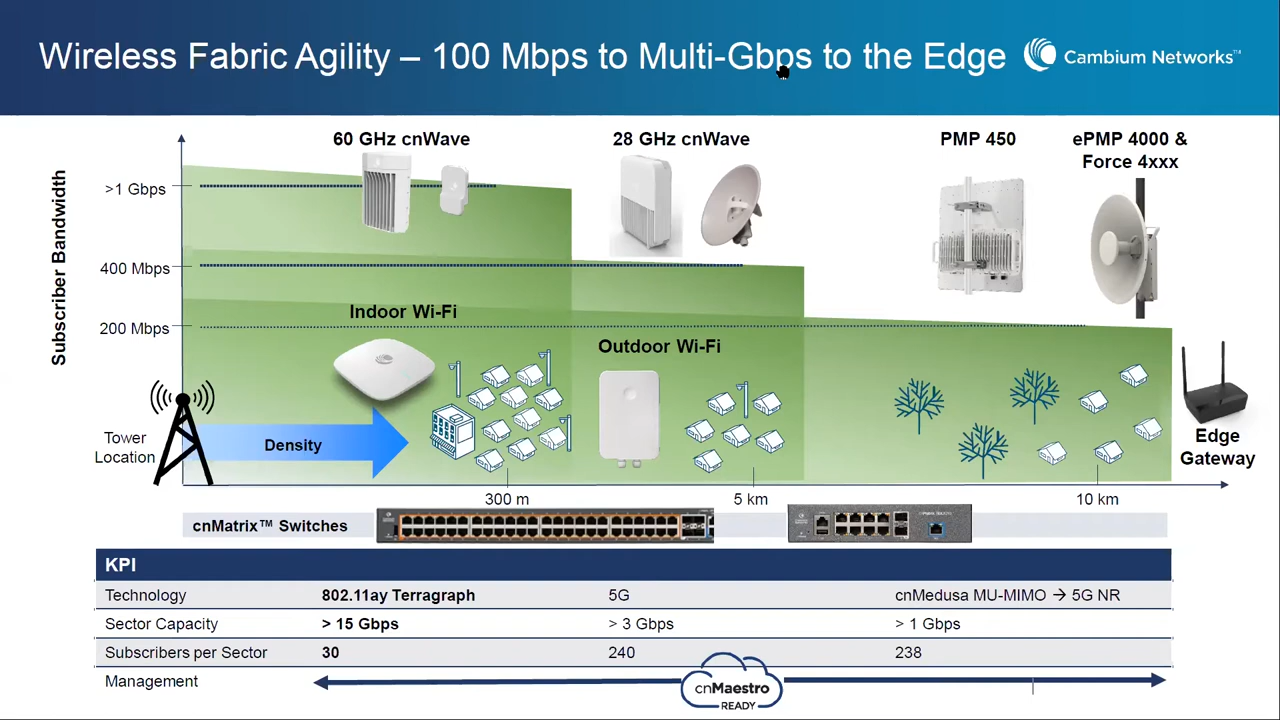 Wireless Fabric Agility – 100 Mbps to Multi-Gbps to the Edge
Cambium Networks™
60 GHz cnWave
28 GHz cnWave
PMP 450
ePMP 4000 &
Force 4xxx
Subscriber Bandwidth
>1 Gbps
400 Mbps
200 Mbps
Indoor Wi-Fi
Outdoor Wi-Fi
Tower
Location
Density
Edge
Gateway
300 m
5 km
10 km
cnMatrix™ Switches
KPI
Technology
802.11ay Terragraph
5G
cnMedusa MU-MIMO → 5G NR
Sector Capacity
> 15 Gbps
> 3 Gbps
> 1 Gbps
Subscribers per Sector
30
240
238
Management
cnMaestro
READY